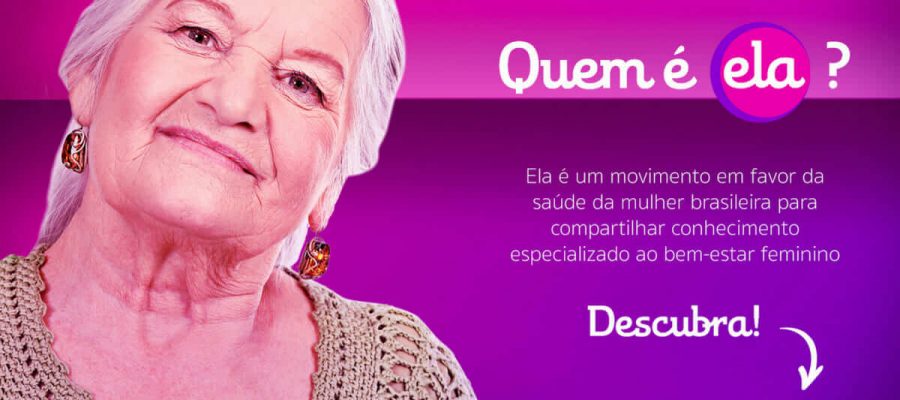 Quem é ela ?
Ela é um movimento em favor da
saúde da mulher brasileira para
compartilhar conhecimento
especializado ao bem-estar feminino
Descubra!